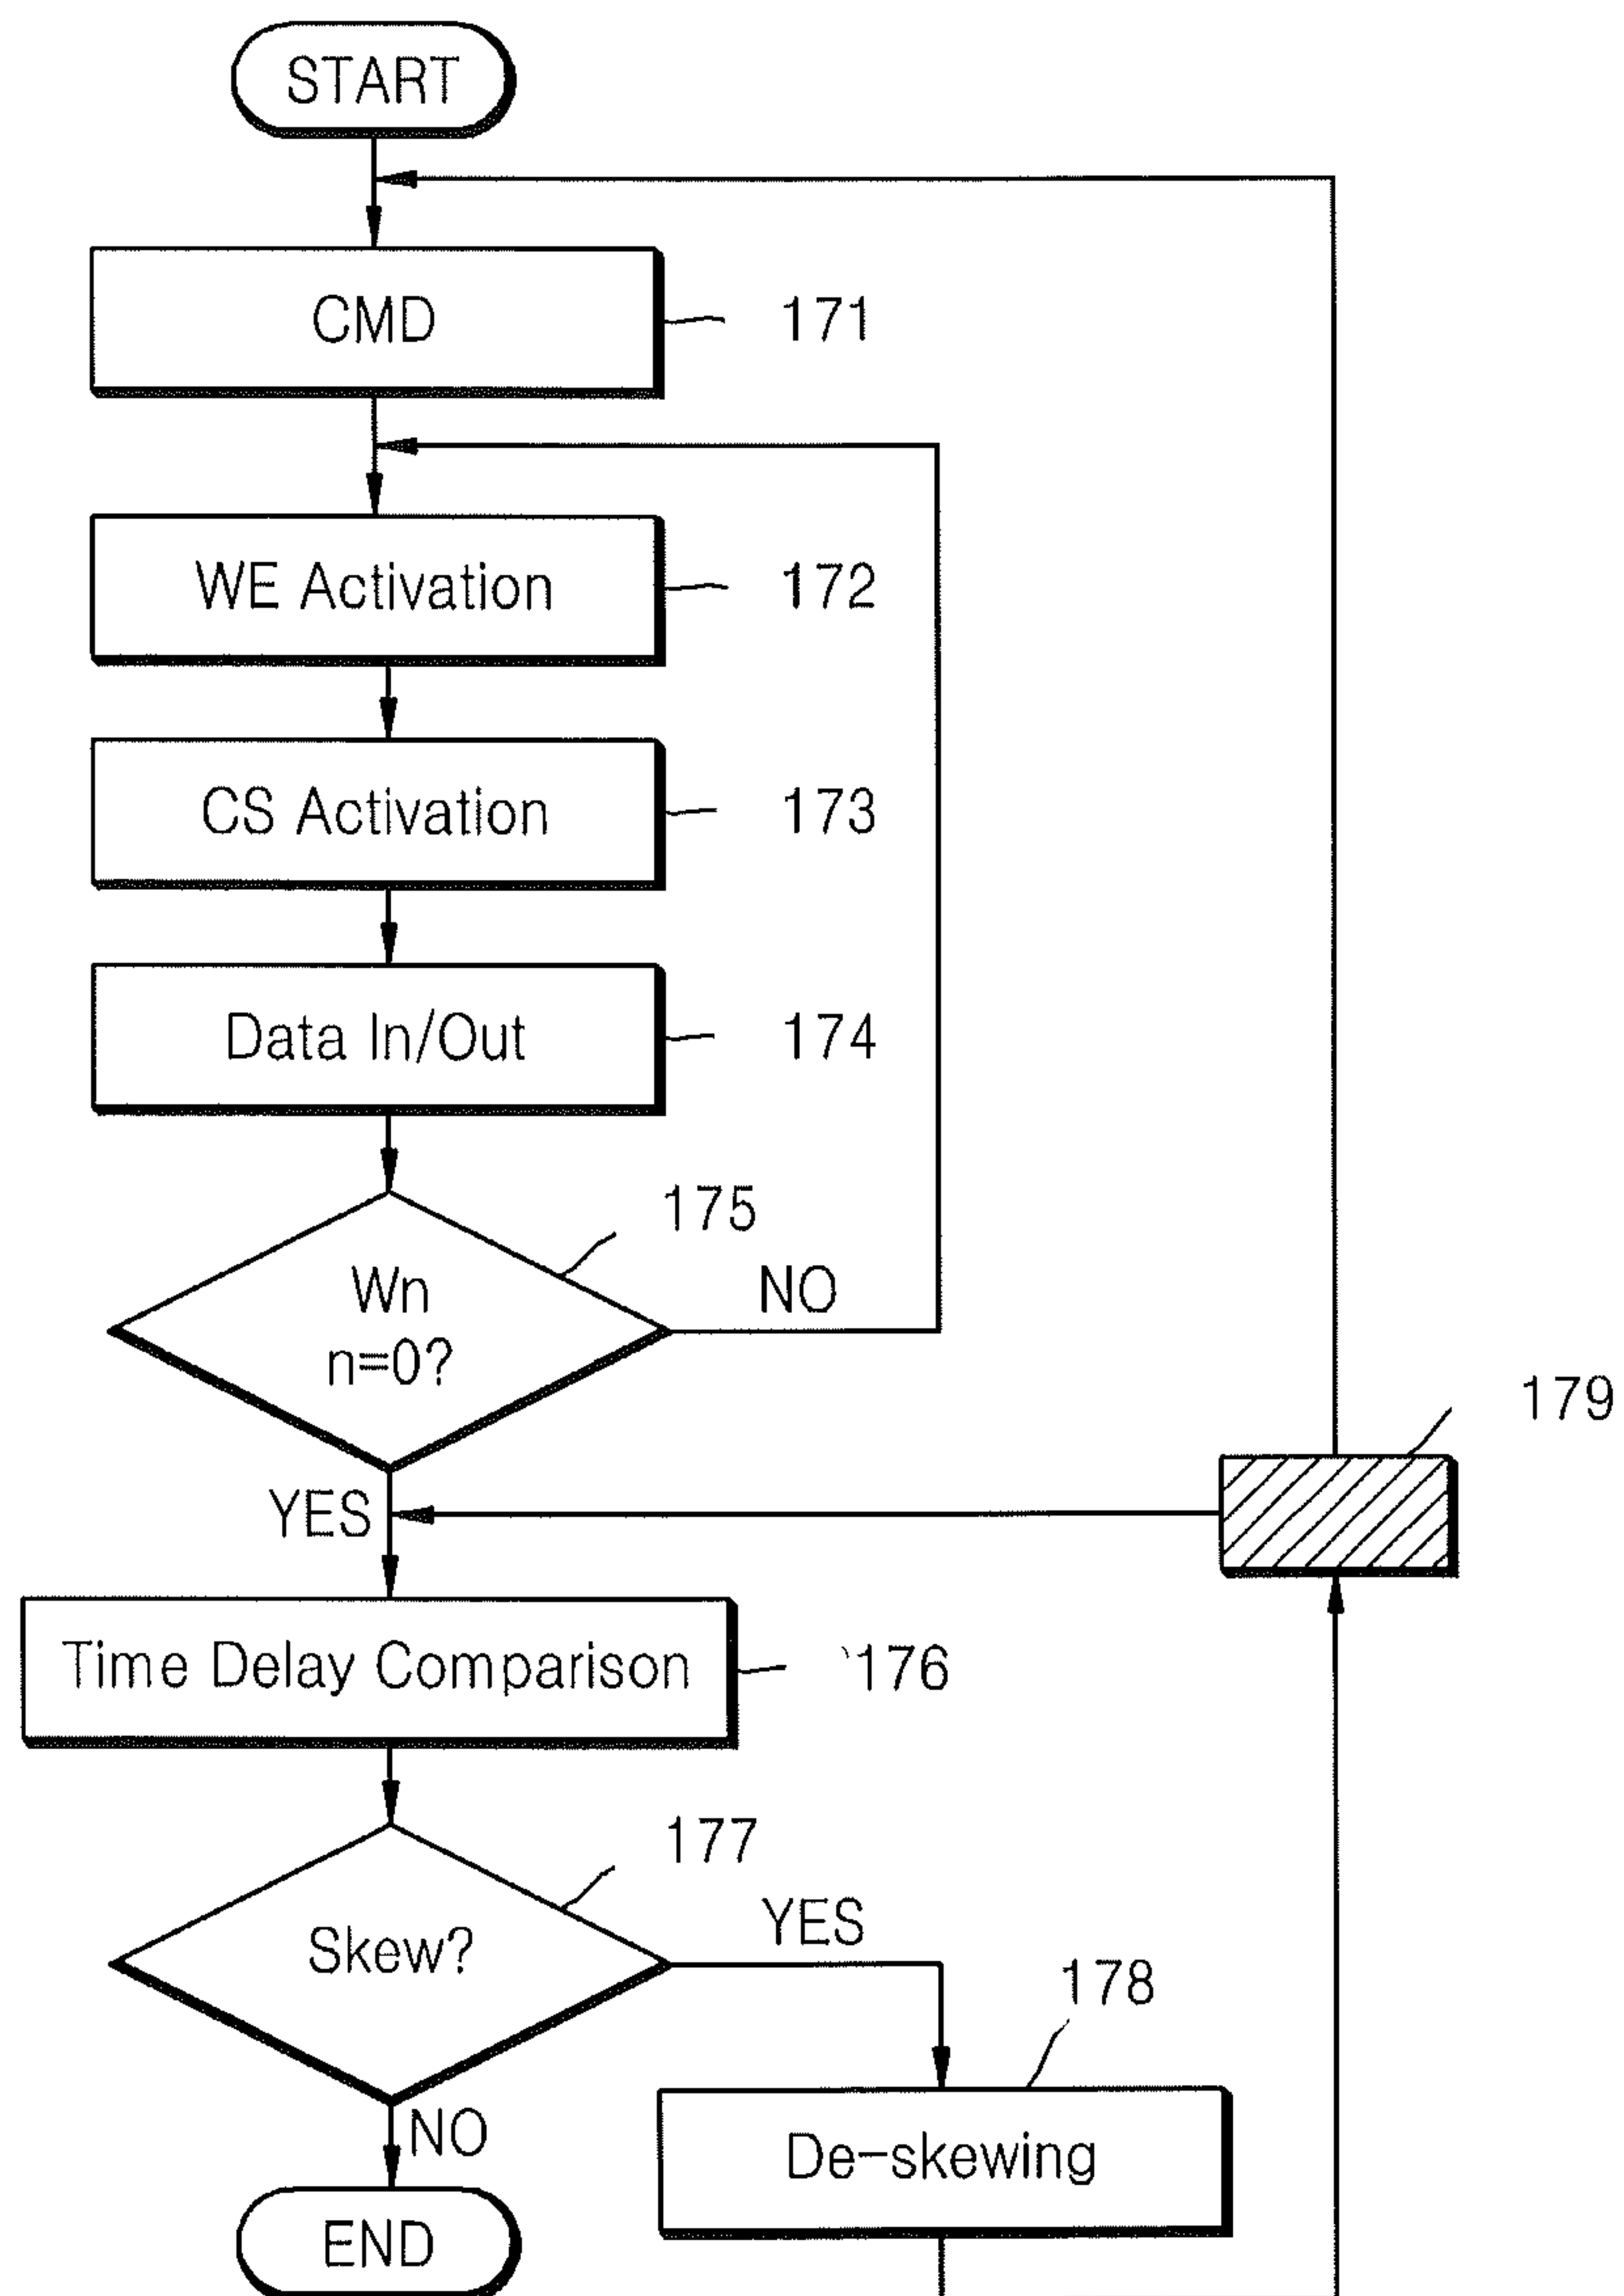 START
CMD
171
WE Activation
172
CS Activation
173
Data In/Out
174
175
Wn
n=0?
NO
179
YES
Time Delay Comparison
176
177
Skew?
YES
178
NO
De-skewing
END